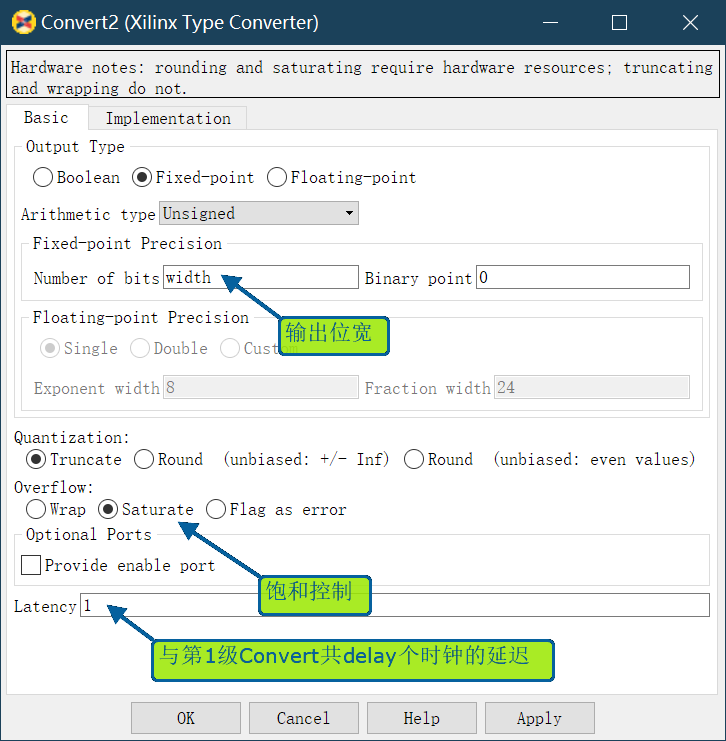 Convert2 (Xilinx Type Converter)
Hardware notes: rounding and saturating require hardware resources; truncating
and wrapping do not.
Basic Implementation
Output Type
Boolean Fixed-point Floating-point
Arithmetic type Unsigned
Fixed-point Precision
Number of bits width Binary point 0
输出位宽
Floating-point Precision
Single Double Custom
Exponent width 8 Fraction width 24
Quantization:
Truncate Round (unbiased: +/- Inf) Round (unbiased: even values)
Overflow:
Wrap Saturate Flag as error
Optional Ports
Provide enable port
饱和控制
Latency 1
与第1级Convert共delay个时钟的延迟
OK Cancel Help Apply